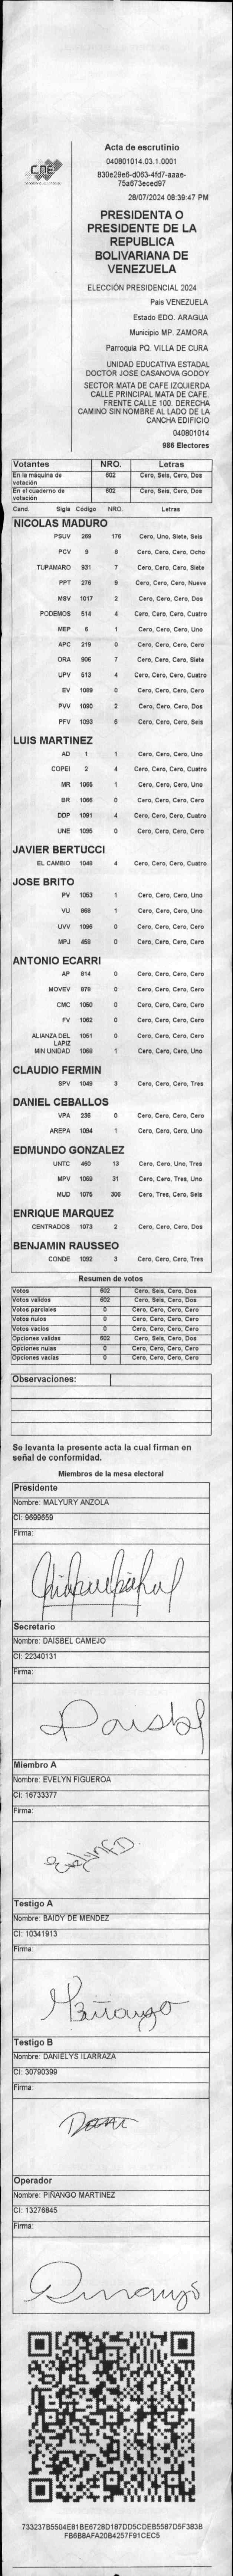 CNE
Acta de escrutinio
040801014.03.1.0001
830e29e6-d063-4fd7-aaae-
75a673eced97
28/07/2024 08:39:47 PM
PRESIDENTA O
PRESIDENTE DE LA
REPUBLICA
BOLIVARIANA DE
VENEZUELA
ELECCIÓN PRESIDENCIAL 2024
Pais VENEZUELA
Estado EDO. ARAGUA
Municipio MP. ZAMORA
Parroquia PQ. VILLA DE CURA
UNIDAD EDUCATIVA ESTADAL
DOCTOR JOSE CASANOVA GODOY
SECTOR MATA DE CAFE IZQUIERDA
CALLE PRINCIPAL MATA DE CAFE.
FRENTE CALLE 100. DERECHA
CAMINO SIN NOMBRE AL LADO DE LA
CANCHA EDIFICIO
040801014
986 Electores
Votantes NRO. Letras
En la máquina de votación 602 Cero, Seis, Cero, Dos
En el cuaderno de votación 602 Cero, Seis, Cero, Dos
Cand. Sigla Código NRO. Letras
NICOLAS MADURO
PSUV 269 176 Cero, Uno, Siete, Seis
PCV 9 8 Cero, Cero, Cero, Ocho
TUPAMARO 931 7 Cero, Cero, Cero, Siete
PPT 276 9 Cero, Cero, Cero, Nueve
MSV 1017 2 Cero, Cero, Cero, Dos
PODEMOS 514 4 Cero, Cero, Cero, Cuatro
MEP 6 1 Cero, Cero, Cero, Uno
APC 219 0 Cero, Cero, Cero, Cero
ORA 906 7 Cero, Cero, Cero, Siete
UPV 513 4 Cero, Cero, Cero, Cuatro
EV 1089 0 Cero, Cero, Cero, Cero
PVV 1090 2 Cero, Cero, Cero, Dos
PFV 1093 6 Cero, Cero, Cero, Seis
LUIS MARTINEZ
AD 1 1 Cero, Cero, Cero, Uno
COPEI 2 4 Cero, Cero, Cero, Cuatro
MR 1065 1 Cero, Cero, Cero, Uno
BR 1066 0 Cero, Cero, Cero, Cero
DDP 1091 4 Cero, Cero, Cero, Cuatro
UNE 1095 0 Cero, Cero, Cero, Cero
JAVIER BERTUCCI
EL CAMBIO 1048 4 Cero, Cero, Cero, Cuatro
JOSE BRITO
PV 1053 1 Cero, Cero, Cero, Uno
VU 868 1 Cero, Cero, Cero, Uno
UVV 1096 0 Cero, Cero, Cero, Cero
MPJ 458 0 Cero, Cero, Cero, Cero
ANTONIO ECARRI
AP 814 0 Cero, Cero, Cero, Cero
MOVEV 878 0 Cero, Cero, Cero, Cero
CMC 1050 0 Cero, Cero, Cero, Cero
FV 1062 0 Cero, Cero, Cero, Cero
ALIANZA DEL LAPIZ 1051 0 Cero, Cero, Cero, Cero
MIN UNIDAD 1069 1 Cero, Cero, Cero, Uno
CLAUDIO FERMIN
SPV 1049 3 Cero, Cero, Cero, Tres
DANIEL CEBALLOS
VPA 236 0 Cero, Cero, Cero, Cero
AREPA 1094 1 Cero, Cero, Cero, Uno
EDMUNDO GONZALEZ
UNTC 460 13 Cero, Cero, Uno, Tres
MPV 1069 31 Cero, Cero, Tres, Uno
MUD 1075 306 Cero, Tres, Cero, Seis
ENRIQUE MARQUEZ
CENTRADOS 1073 2 Cero, Cero, Cero, Dos
BENJAMIN RAUSSEO
CONDE 1092 3 Cero, Cero, Cero, Tres
Resumen de votos
Votos 602 Cero, Seis, Cero, Dos
Votos validos 602 Cero, Seis, Cero, Dos
Votos parciales 0 Cero, Cero, Cero, Cero
Votos nulos 0 Cero, Cero, Cero, Cero
Votos vacios 0 Cero, Cero, Cero, Cero
Opciones validas 602 Cero, Seis, Cero, Dos
Opciones nulas 0 Cero, Cero, Cero, Cero
Opciones vacias 0 Cero, Cero, Cero, Cero
Observaciones:
Se levanta la presente acta la cual firman en
señal de conformidad.
Miembros de la mesa electoral
Presidente
Nombre: MALYURY ANZOLA
CI: 9699659
Firma:
Secretario
Nombre: DAISBEL CAMEJO
CI: 22340131
Firma:
Daisbel
Miembro A
Nombre: EVELYN FIGUEROA
CI: 16733377
Firma:
Testigo A
Nombre: BAIDY DE MENDEZ
CI: 10341913
Firma:
Testigo B
Nombre: DANIELYS ILARRAZA
CI: 30790399
Firma:
Operador
Nombre: PIÑANGO MARTINEZ
CI: 13276845
Firma:
733237B5504E81BE6728D187DD5CDEB5587D5F383B
FB6B8AFA20B4257F91CEC5